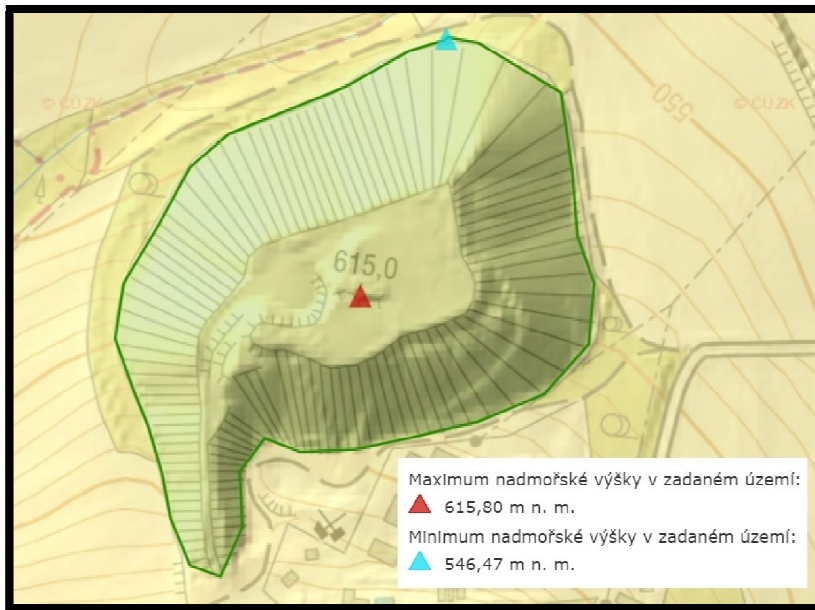 © ČÚZK
© ČÚZK
550
615,0
Maximum nadmořské výšky v zadaném území:
615,80 m n. m.
Minimum nadmořské výšky v zadaném území:
546,47 m n. m.